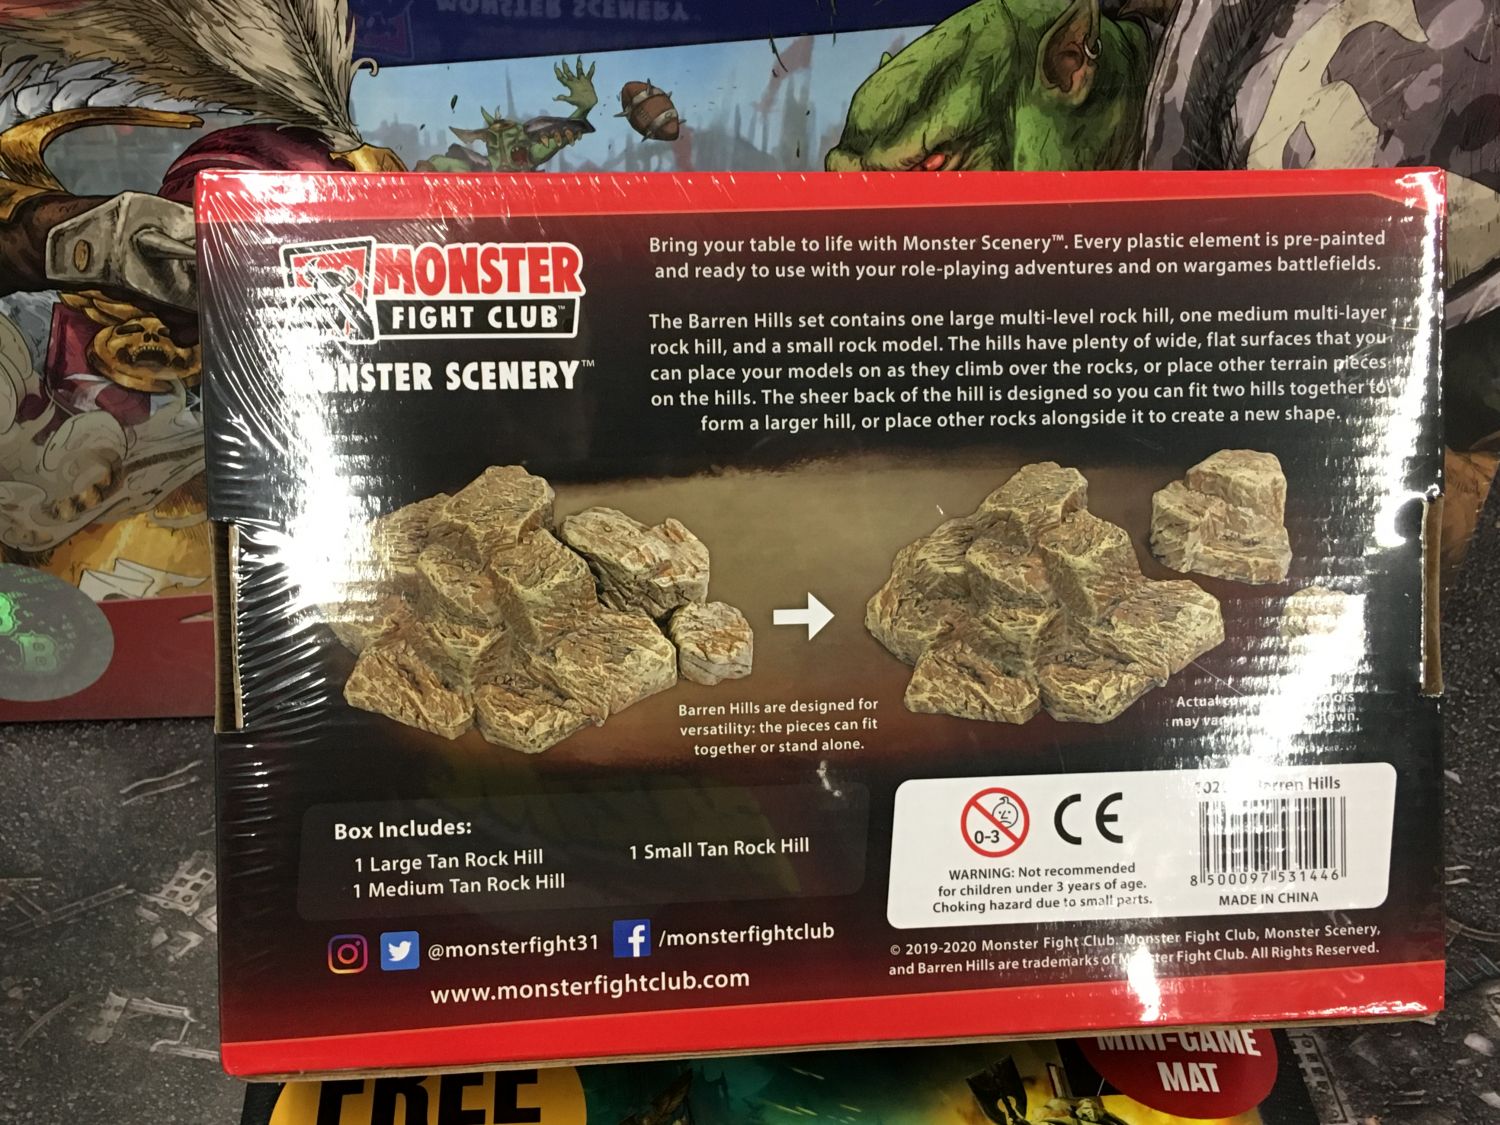 MONSTER
FIGHT CLUB™
NSTER SCENERY™
Bring your table to life with Monster Scenery™. Every plastic element is pre-painted
and ready to use with your role-playing adventures and on wargames battlefields.
The Barren Hills set contains one large multi-level rock hill, one medium multi-layer
rock hill, and a small rock model. The hills have plenty of wide, flat surfaces that you
can place your models on as they climb over the rocks, or place other terrain pieces
on the hills. The sheer back of the hill is designed so you can fit two hills together to
form a larger hill, or place other rocks alongside it to create a new shape.
Barren Hills are designed for
versatility: the pieces can fit
together or stand alone.
Actual
may
Box Includes:
1 Large Tan Rock Hill
1 Medium Tan Rock Hill
1 Small Tan Rock Hill
@monsterfight31
/monsterfightclub
www.monsterfightclub.com
0-3
CE
WARNING: Not recommended
for children under 3 years of age.
Choking hazard due to small parts.
Hills
8 50009 7 53144 6
MADE IN CHINA
© 2019-2020 Monster Fight Club. Monster Fight Club, Monster Scenery,
and Barren Hills are trademarks of Fight Club. All Rights Reserved.
FREE
MINI-GAME
MAT